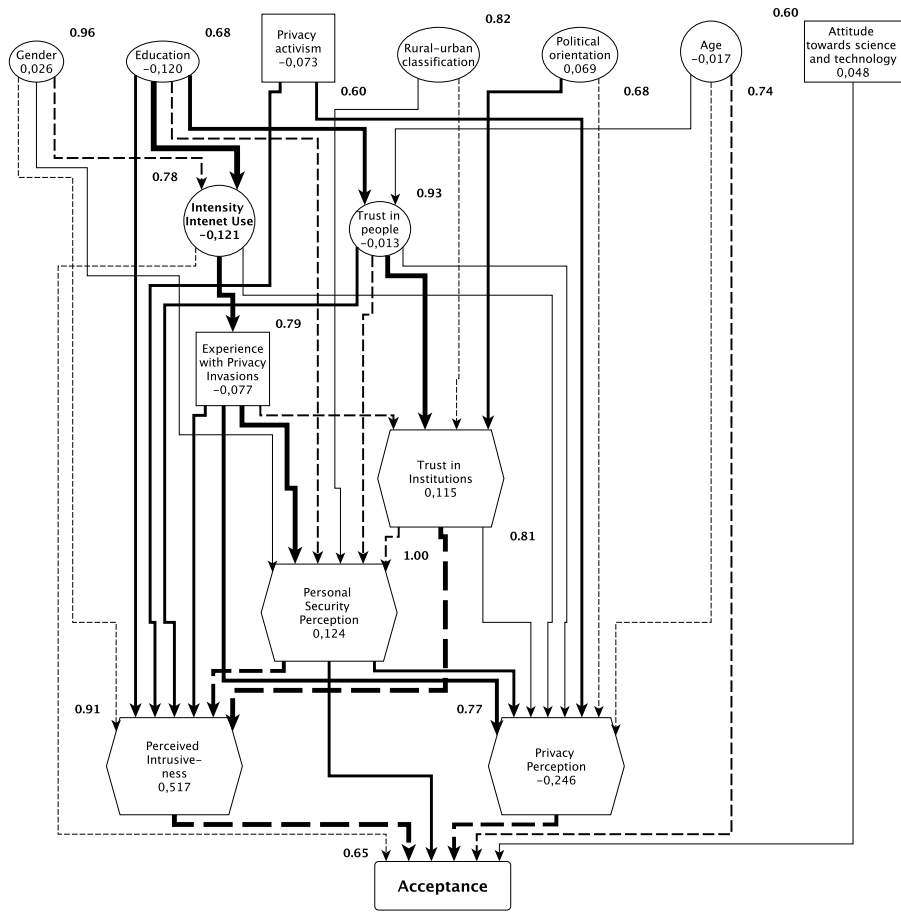 0.96
Gender
0,026
0.68
Education
−0,120
Privacy
activism
−0,073
0.60
0.82
Rural-urban
classification
Political
orientation
0,069
0.68
Age
−0,017
0.74
0.60
Attitude
towards science
and technology
0,048
0.78
Intensity
Intenet Use
−0,121
0.93
Trust in
people
−0,013
0.79
Experience
with Privacy
Invasions
−0,077
Trust in
Institutions
0,115
0.81
1.00
Personal
Security
Perception
0,124
0.91
Perceived
Intrusive-
ness
0,517
0.77
Privacy
Perception
−0,246
0.65
Acceptance